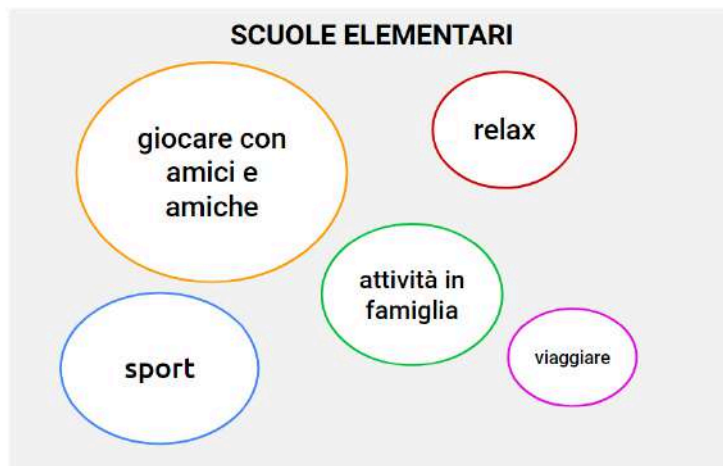 SCUOLE ELEMENTARI
giocare con
amici e
amiche
relax
attività in
famiglia
sport
viaggiare